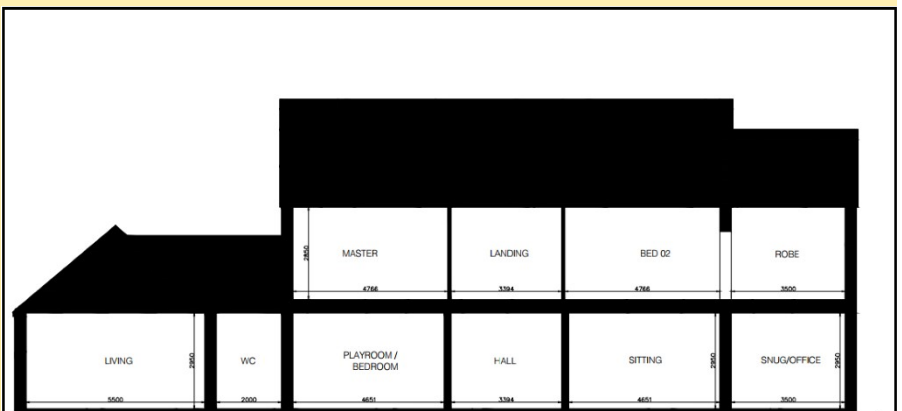 MASTER
LANDING
BED 02
ROBE
2850
4766
3394
4766
3500
LIVING
WC
PLAYROOM /
BEDROOM
HALL
SITTING
SNUG/OFFICE
2950
2950
2950
5500
2000
4651
3394
4651
3500